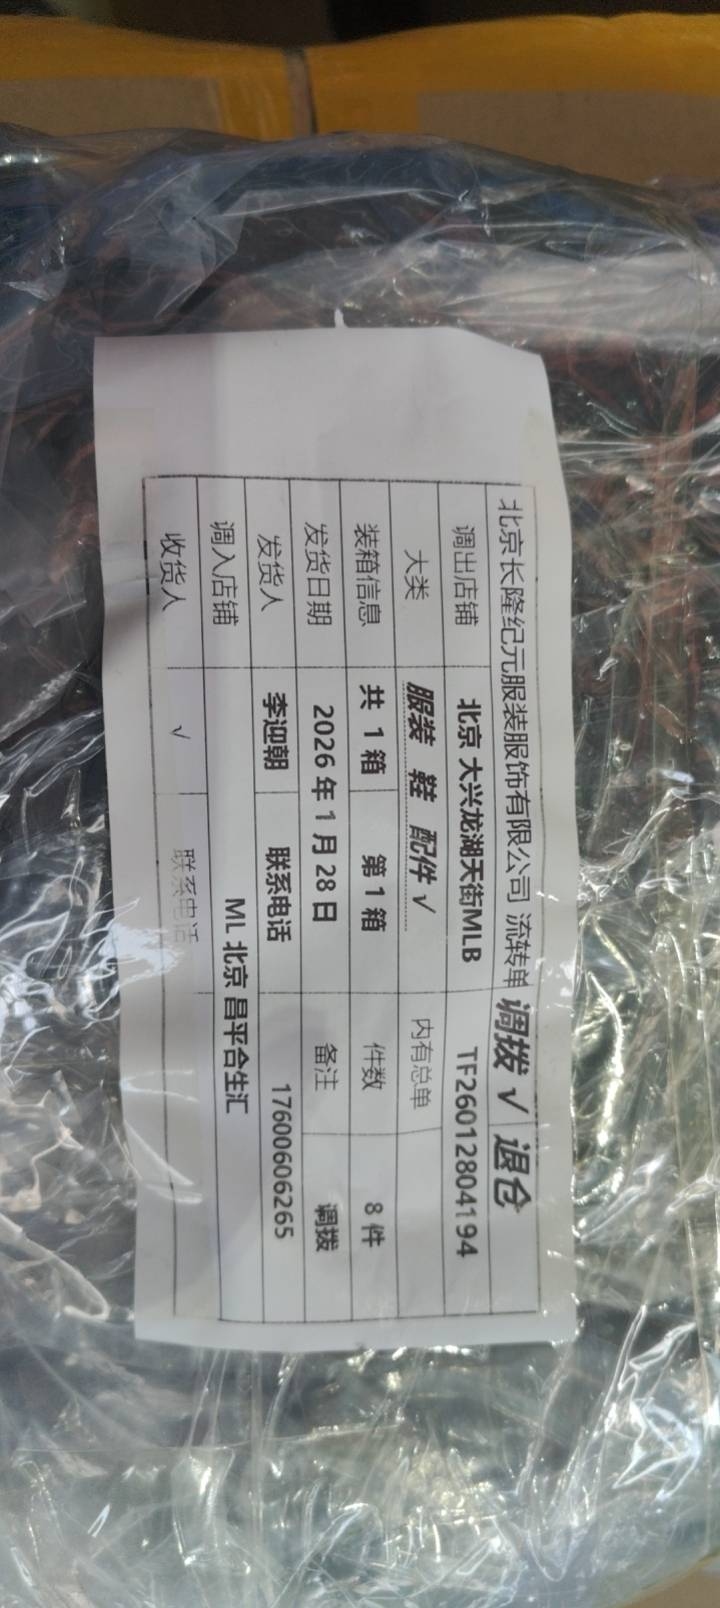 北京长隆纪元服装服饰有限公司 流转单 调拨 √ 退仓
调出店铺 北京 大兴龙湖天街MLB TF26012804194
大类 服装 鞋 配件 √ 内有总单
装箱信息 共 1 箱 第 1 箱 件数 8 件
发货日期 2026 年 1 月 28 日 备注 调拨
发货人 李迎朝 联系电话 17600606265
调入店铺 ML 北京 昌平合生汇
收货人 √ 联系电话